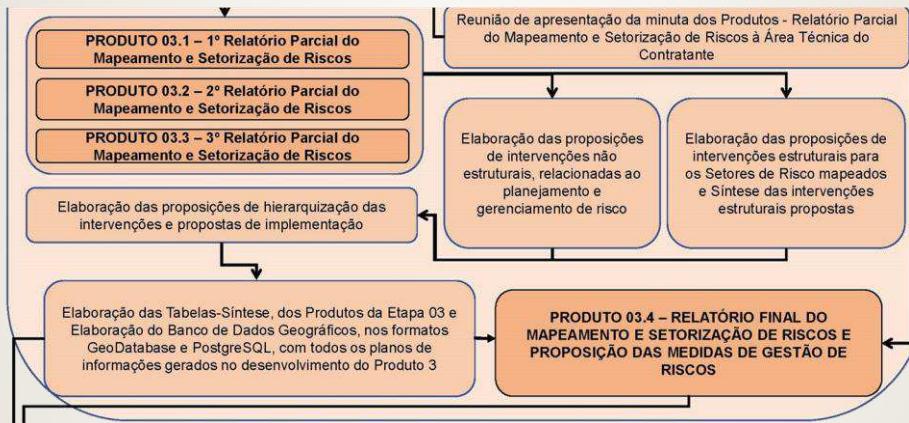 Reunião de apresentação da minuta dos Produtos - Relatório Parcial
do Mapeamento e Setorização de Riscos à Área Técnica do
Contratante
PRODUTO 03.1 – 1º Relatório Parcial do
Mapeamento e Setorização de Riscos
PRODUTO 03.2 – 2º Relatório Parcial do
Mapeamento e Setorização de Riscos
PRODUTO 03.3 – 3º Relatório Parcial do
Mapeamento e Setorização de Riscos
Elaboração das proposições
de intervenções não
estruturais, relacionadas ao
planejamento e
gerenciamento de risco
Elaboração das proposições de
intervenções estruturais para
os Setores de Risco mapeados
e Síntese das intervenções
estruturais propostas
Elaboração das proposições de hierarquização das
intervenções e propostas de implementação
Elaboração das Tabelas-Síntese, dos Produtos da Etapa 03 e
Elaboração do Banco de Dados Geográficos, nos formatos
GeoDatabase e PostgreSQL, com todos os planos de
informações gerados no desenvolvimento do Produto 3
PRODUTO 03.4 – RELATÓRIO FINAL DO
MAPEAMENTO E SETORIZAÇÃO DE RISCOS E
PROPOSIÇÃO DAS MEDIDAS DE GESTÃO DE
RISCOS